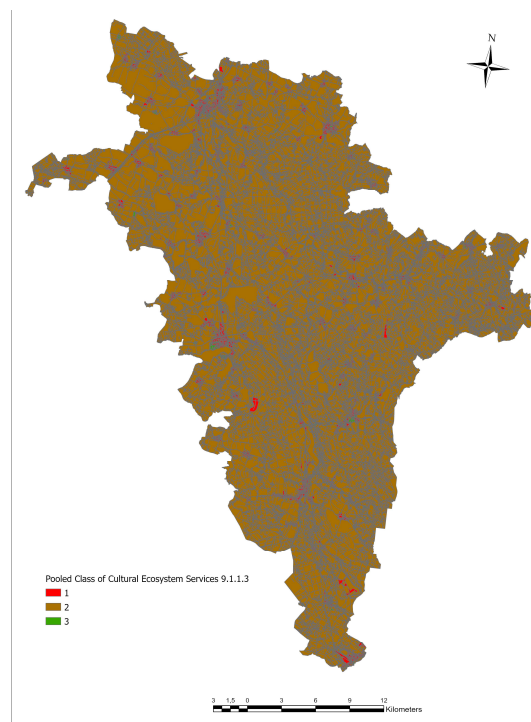 N
Pooled Class of Cultural Ecosystem Services 9.1.1.3
1
2
3
3 1,5 0 3 6 9 12
Kilometers